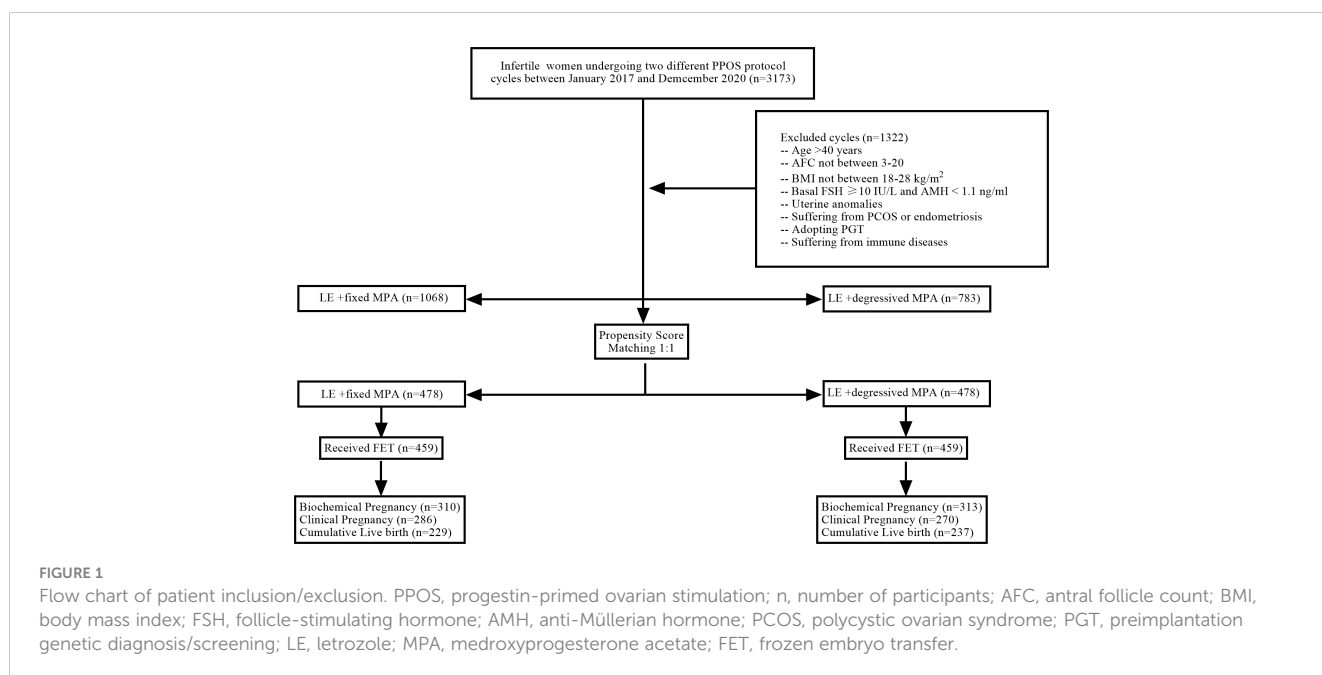 Infertile women undergoing two different PPOS protocol
cycles between January 2017 and Demcember 2020 (n=3173)
Excluded cycles (n=1322)
-- Age >40 years
-- AFC not between 3-20
-- BMI not between 18-28 kg/m²
-- Basal FSH ⩾10 IU/L and AMH < 1.1 ng/ml
-- Uterine anomalies
-- Suffering from PCOS or endometriosis
-- Adopting PGT
-- Suffering from immune diseases
LE +fixed MPA (n=1068)
LE +degressived MPA (n=783)
Propensity Score
Matching 1:1
LE +fixed MPA (n=478)
LE +degressived MPA (n=478)
Received FET (n=459)
Received FET (n=459)
Biochemical Pregnancy (n=310)
Clinical Pregnancy (n=286)
Cumulative Live birth (n=229)
Biochemical Pregnancy (n=313)
Clinical Pregnancy (n=270)
Cumulative Live birth (n=237)
FIGURE 1
Flow chart of patient inclusion/exclusion. PPOS, progestin-primed ovarian stimulation; n, number of participants; AFC, antral follicle count; BMI,
body mass index; FSH, follicle-stimulating hormone; AMH, anti-Müllerian hormone; PCOS, polycystic ovarian syndrome; PGT, preimplantation
genetic diagnosis/screening; LE, letrozole; MPA, medroxyprogesterone acetate; FET, frozen embryo transfer.